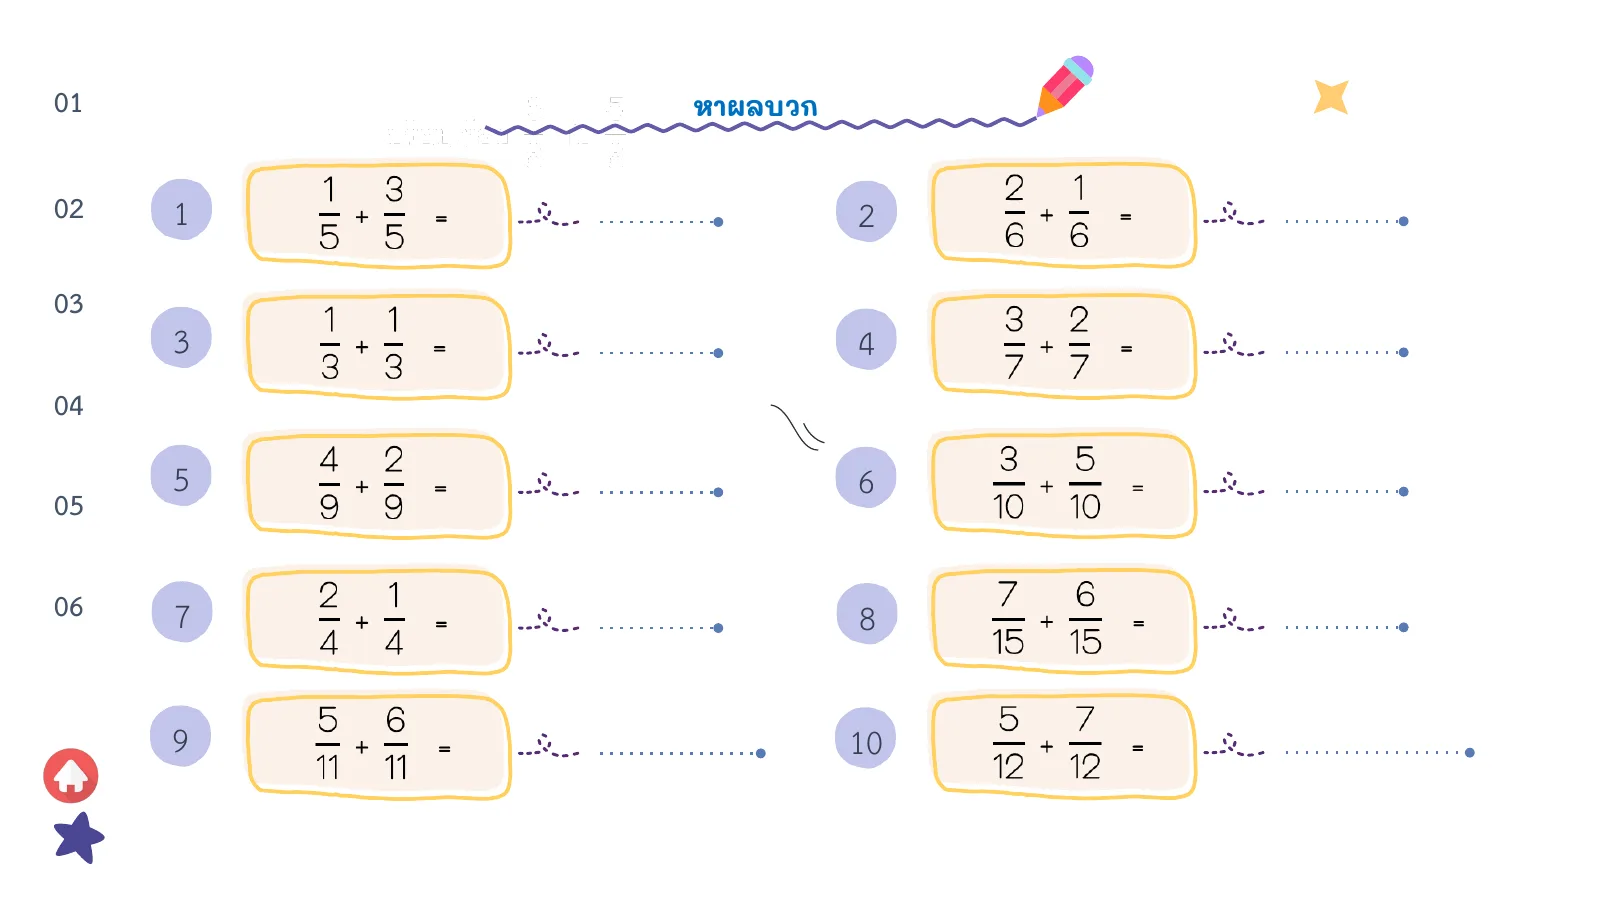 หาผลบวก
01
02
03
04
05
06
1 1/5 + 3/5 =
2 2/6 + 1/6 =
3 1/3 + 1/3 =
4 3/7 + 2/7 =
5 4/9 + 2/9 =
6 3/10 + 5/10 =
7 2/4 + 1/4 =
8 7/15 + 6/15 =
9 5/11 + 6/11 =
10 5/12 + 7/12 =